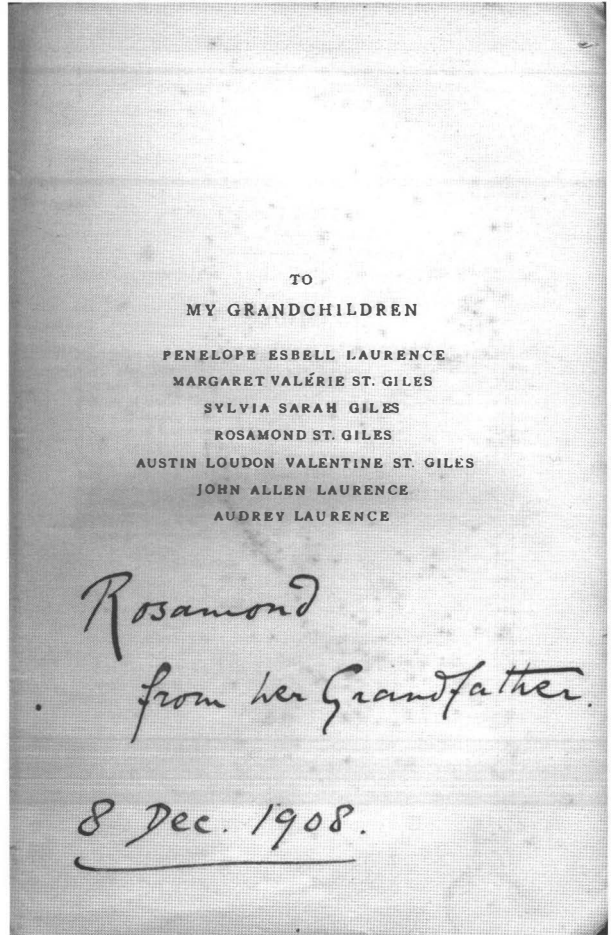 TO
MY GRANDCHILDREN
PENELOPE ESBELL LAURENCE
MARGARET VALÉRIE ST. GILES
SYLVIA SARAH GILES
ROSAMOND ST. GILES
AUSTIN LOUDON VALENTINE ST. GILES
JOHN ALLEN LAURENCE
AUDREY LAURENCE
Rosamond
from her Grandfather.
8 Dec. 1908.